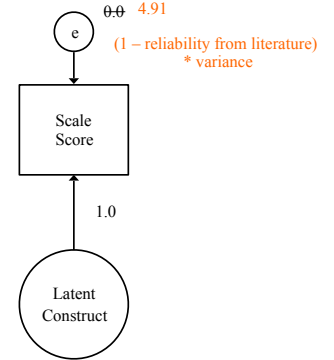 0.0 4.91
e
(1 – reliability from literature)
* variance
Scale
Score
1.0
Latent
Construct